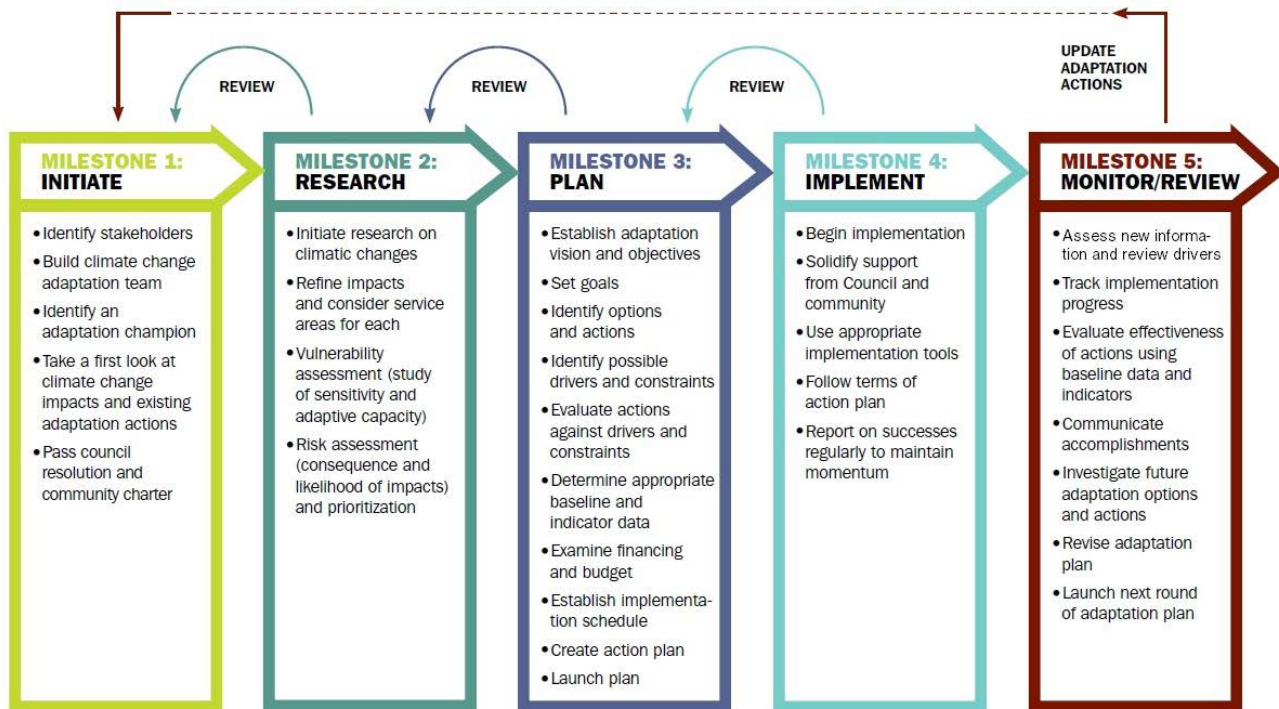 UPDATE
ADAPTATION
ACTIONS
REVIEW
REVIEW
REVIEW
MILESTONE 1:
INITIATE
• Identify stakeholders
• Build climate change
adaptation team
• Identify an
adaptation champion
• Take a first look at
climate change
impacts and existing
adaptation actions
• Pass council
resolution and
community charter
MILESTONE 2:
RESEARCH
• Initiate research on
climatic changes
• Refine impacts
and consider service
areas for each
• Vulnerability
assessment (study
of sensitivity and
adaptive capacity)
• Risk assessment
(consequence and
likelihood of impacts)
and prioritization
MILESTONE 3:
PLAN
• Establish adaptation
vision and objectives
• Set goals
• Identify options
and actions
• Identify possible
drivers and constraints
• Evaluate actions
against drivers and
constraints
• Determine appropriate
baseline and
indicator data
• Examine financing
and budget
• Establish implementa-
tion schedule
• Create action plan
• Launch plan
MILESTONE 4:
IMPLEMENT
• Begin implementation
• Solidify support
from Council and
community
• Use appropriate
implementation tools
• Follow terms of
action plan
• Report on successes
regularly to maintain
momentum
MILESTONE 5:
MONITOR/REVIEW
• Assess new informa-
tion and review drivers
• Track implementation
progress
• Evaluate effectiveness
of actions using
baseline data and
indicators
• Communicate
accomplishments
• Investigate future
adaptation options
and actions
• Revise adaptation
plan
• Launch next round
of adaptation plan